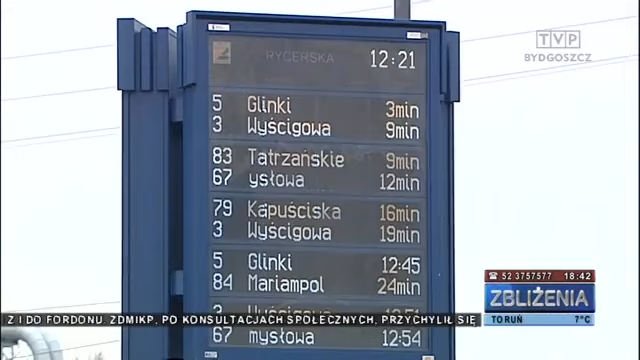 TVP
BYDGOSZCZ
RYCERSKA 12:21
5 Glinki 3min
3 Wyścigowa 9min
83 Tatrzańskie 9min
67 ysłowa 12min
79 Kapuściska 16min
3 Wyścigowa 19min
5 Glinki 12:45
84 Mariampol 24min
3 Wyścigowa
67 mysłowa 12:54
52 3757577 18:42
ZBLIŻENIA
TORUŃ 7°C
Z I DO FORDONU. ZDMIKP, PO KONSULTACJACH SPOŁECZNYCH, PRZYCHYLIŁ SIĘ